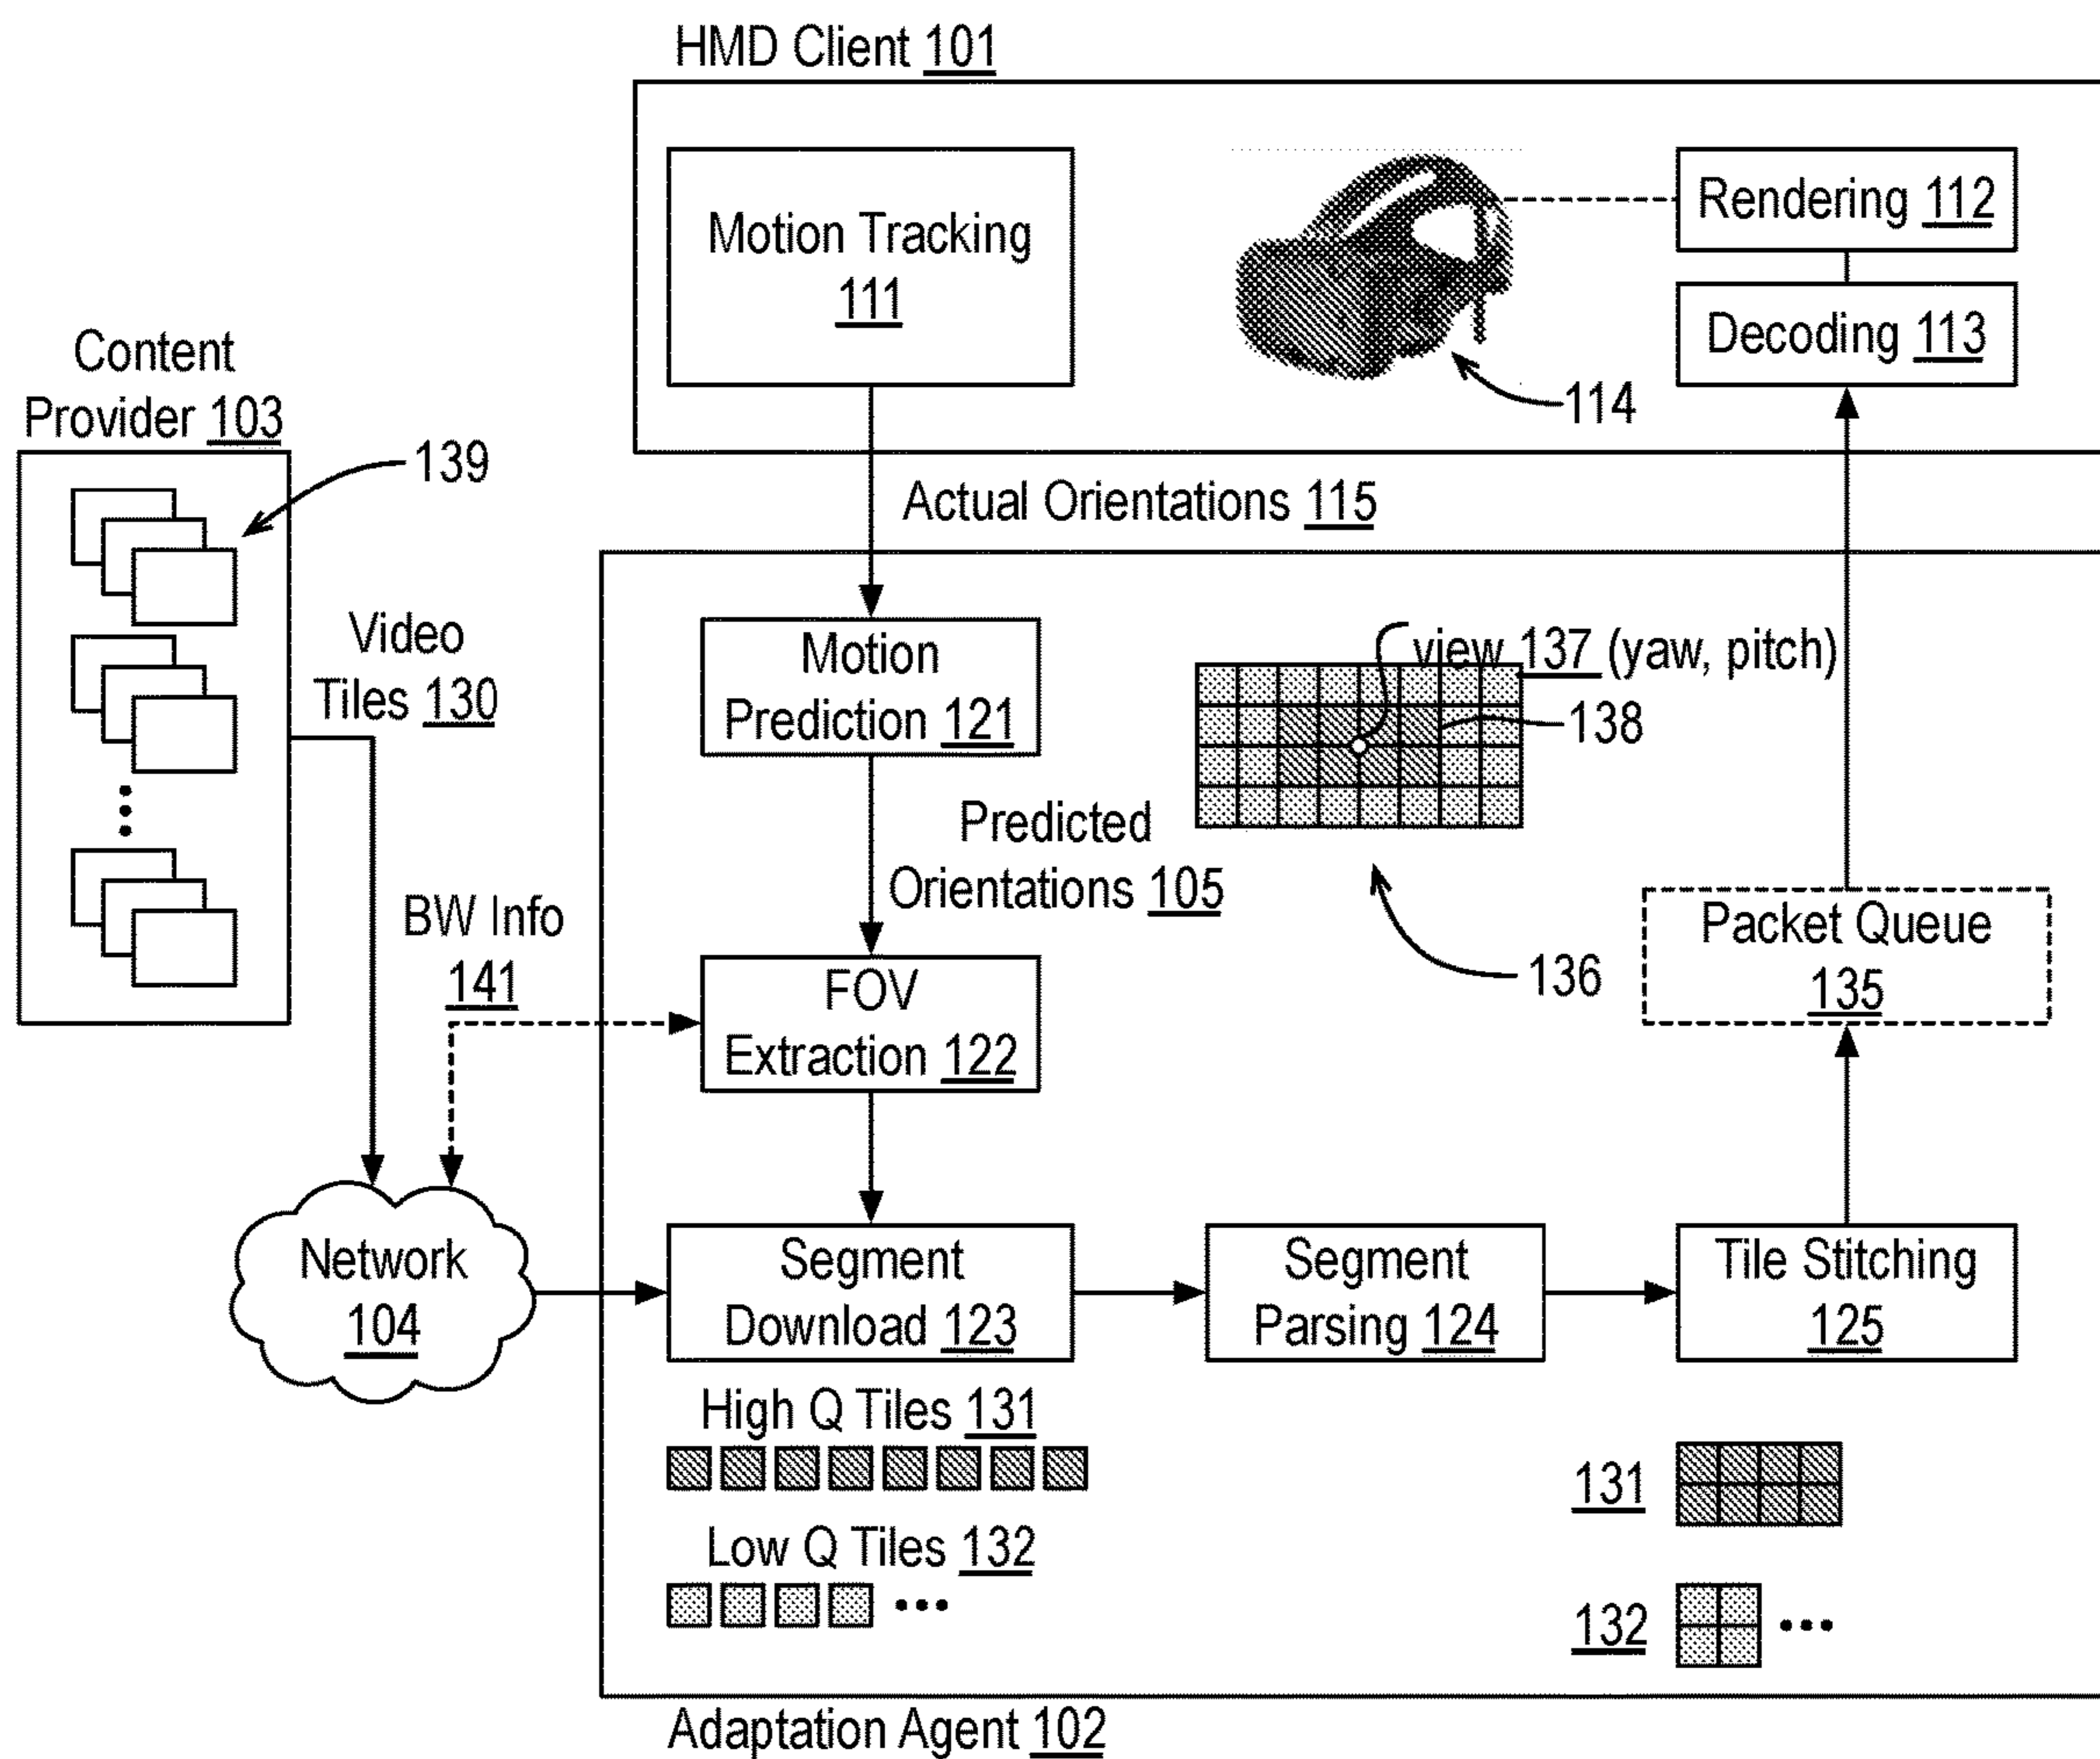 HMD Client 101
Motion Tracking
111
Rendering 112
Decoding 113
114
Content
Provider 103
139
Actual Orientations 115
Video
Tiles 130
Motion
Prediction 121
view 137 (yaw, pitch)
138
Predicted
Orientations 105
136
BW Info
141
FOV
Extraction 122
Packet Queue
135
Network
104
Segment
Download 123
Segment
Parsing 124
Tile Stitching
125
High Q Tiles 131
131
Low Q Tiles 132
132
Adaptation Agent 102